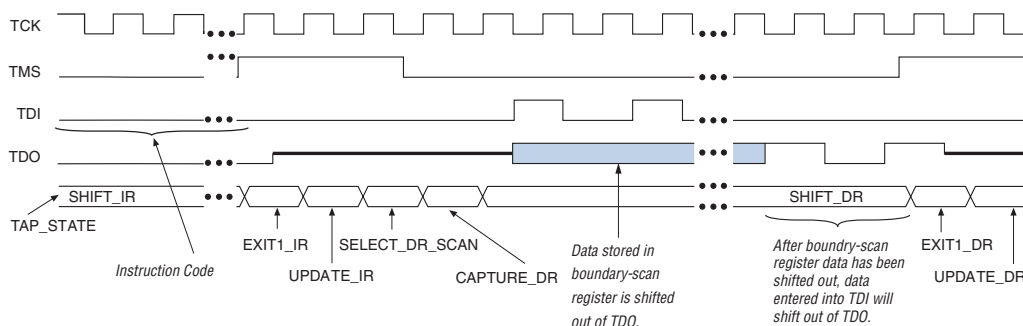 TCK
TMS
TDI
TDO
SHIFT_IR
SHIFT_DR
TAP_STATE
EXIT1_IR
SELECT_DR_SCAN
EXIT1_DR
Instruction Code
UPDATE_IR
CAPTURE_DR
UPDATE_DR
Data stored in
boundary-scan
register is shifted
out of TDO.
After boundry-scan
register data has been
shifted out, data
entered into TDI will
shift out of TDO.